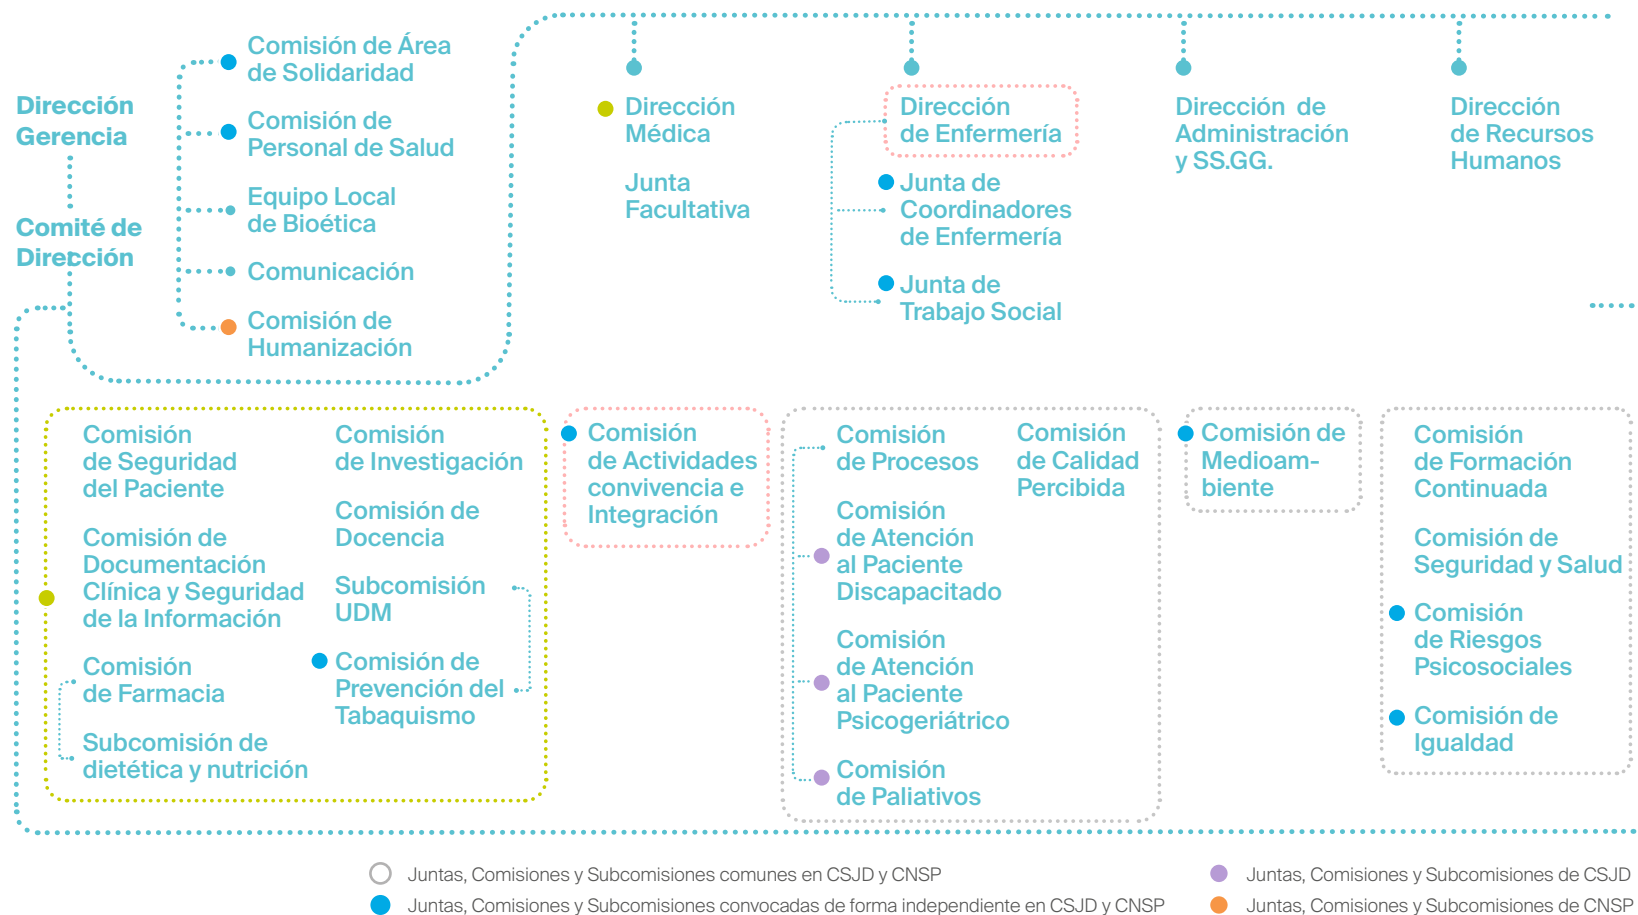 Dirección
Gerencia
Comité de
Dirección
Comisión de Área
de Solidaridad
Comisión de
Personal de Salud
Equipo Local
de Bioética
Comunicación
Comisión de
Humanización
Dirección
Médica
Junta
Facultativa
Dirección
de Enfermería
Junta de
Coordinadores
de Enfermería
Junta de
Trabajo Social
Dirección de
Administración
y SS.GG.
Dirección
de Recursos
Humanos
Comisión
de Seguridad
del Paciente
Comisión de
Documentación
Clínica y Seguridad
de la Información
Comisión
de Farmacia
Subcomisión de
dietética y nutrición
Comisión
de Investigación
Comisión de
Docencia
Subcomisión
UDM
Comisión de
Prevención del
Tabaquismo
Comisión
de Actividades
convivencia e
Integración
Comisión
de Procesos
Comisión
de Atención
al Paciente
Discapacitado
Comisión
de Atención
al Paciente
Psicogeriátrico
Comisión
de Paliativos
Comisión
de Calidad
Percibida
Comisión de
Medioam-
biente
Comisión
de Formación
Continuada
Comisión de
Seguridad y Salud
Comisión
de Riesgos
Psicosociales
Comisión de
Igualdad
Juntas, Comisiones y Subcomisiones comunes en CSJD y CNSP
Juntas, Comisiones y Subcomisiones convocadas de forma independiente en CSJD y CNSP
Juntas, Comisiones y Subcomisiones de CSJD
Juntas, Comisiones y Subcomisiones de CNSP